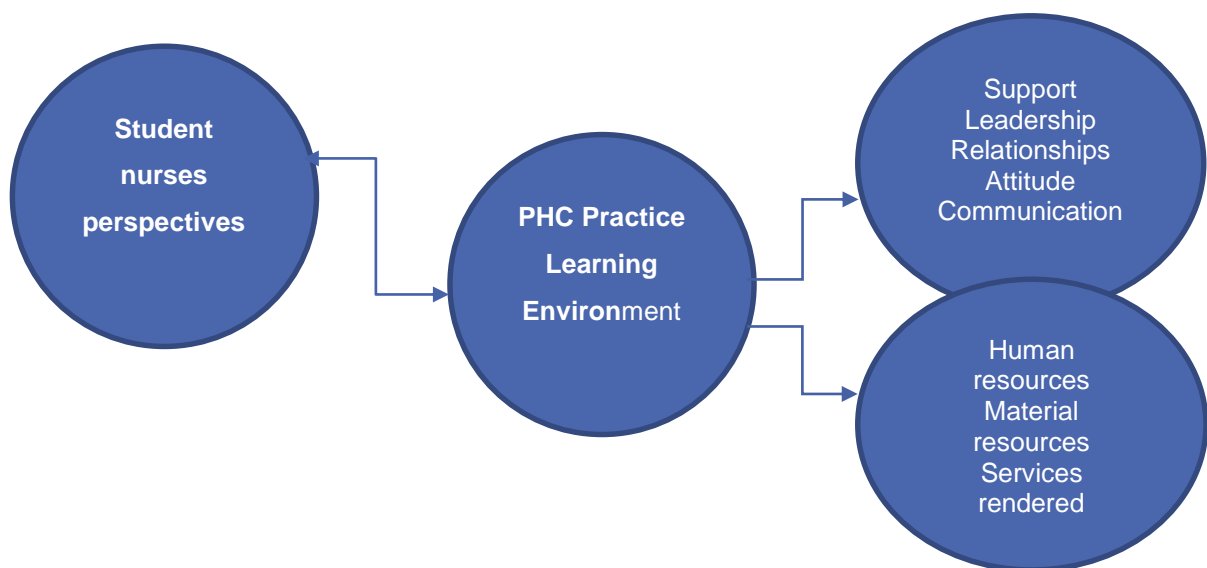 Student
nurses
perspectives
PHC Practice
Learning
Environment
Support
Leadership
Relationships
Attitude
Communication
Human
resources
Material
resources
Services
rendered